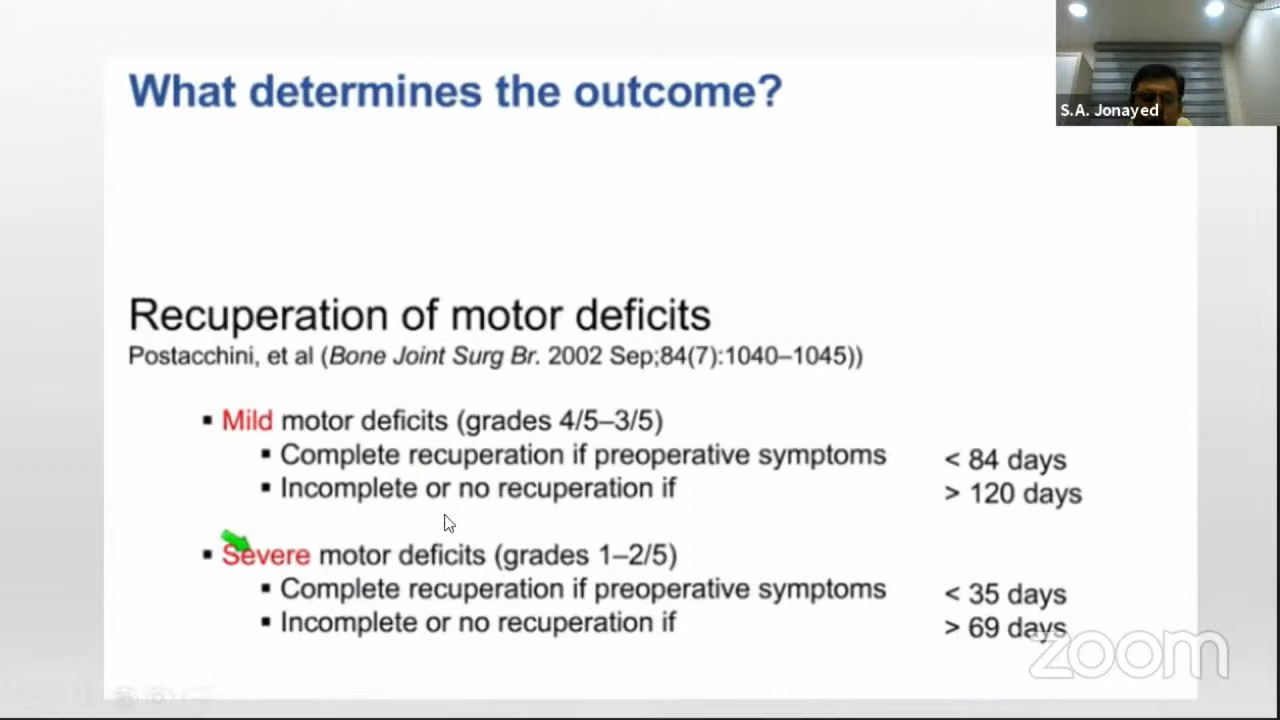 What determines the outcome?
S.A. Jonayed
Recuperation of motor deficits
Postacchini, et al (Bone Joint Surg Br. 2002 Sep;84(7):1040–1045))
▪ Mild motor deficits (grades 4/5–3/5)
▪ Complete recuperation if preoperative symptoms < 84 days
▪ Incomplete or no recuperation if > 120 days
▪ Severe motor deficits (grades 1–2/5)
▪ Complete recuperation if preoperative symptoms < 35 days
▪ Incomplete or no recuperation if > 69 days
zoom